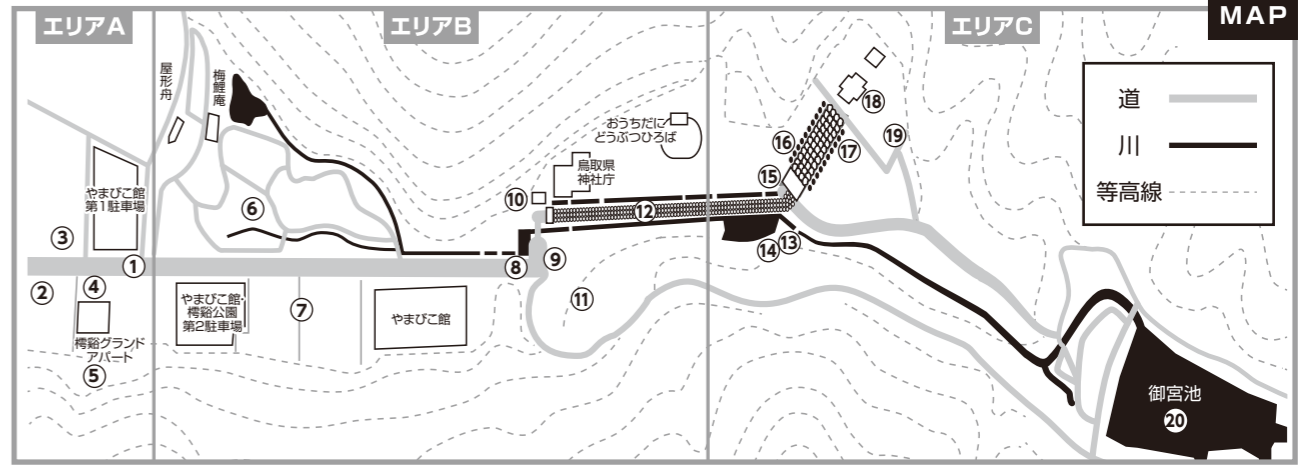 MAP
エリアA
エリアB
エリアC
道
川
等高線
屋形舟
梅鯉庵
おうちだに
どうぶつひろば
鳥取県
神社庁
やまびこ館
第1駐車場
やまびこ館・
樗谿公園
第2駐車場
やまびこ館
樗谿グランド
アパート
御宮池
①
②
③
④
⑤
⑥
⑦
⑧
⑨
⑩
⑪
⑫
⑬
⑭
⑮
⑯
⑰
⑱
⑲
⑳